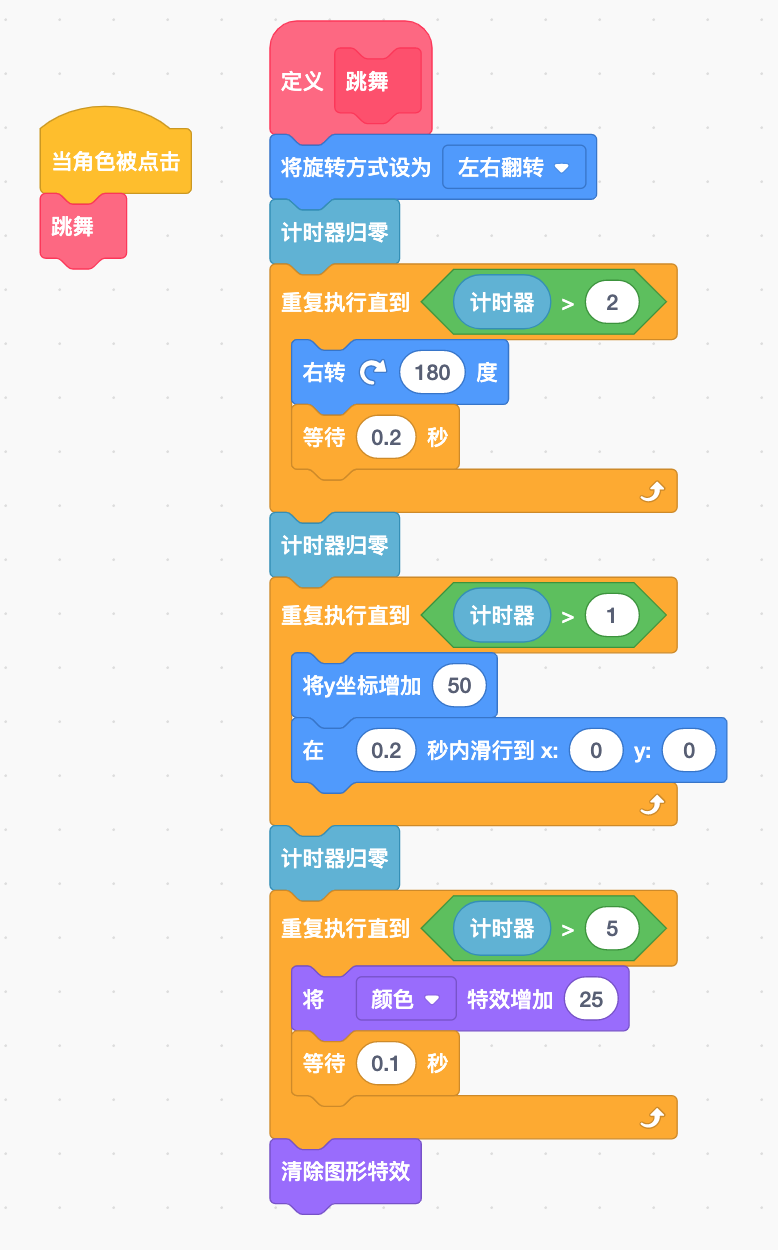 当角色被点击
跳舞
定义 跳舞
将旋转方式设为 左右翻转
计时器归零
重复执行直到 计时器 > 2
右转 180 度
等待 0.2 秒
计时器归零
重复执行直到 计时器 > 1
将y坐标增加 50
在 0.2 秒内滑行到 x: 0 y: 0
计时器归零
重复执行直到 计时器 > 5
将 颜色 特效增加 25
等待 0.1 秒
清除图形特效